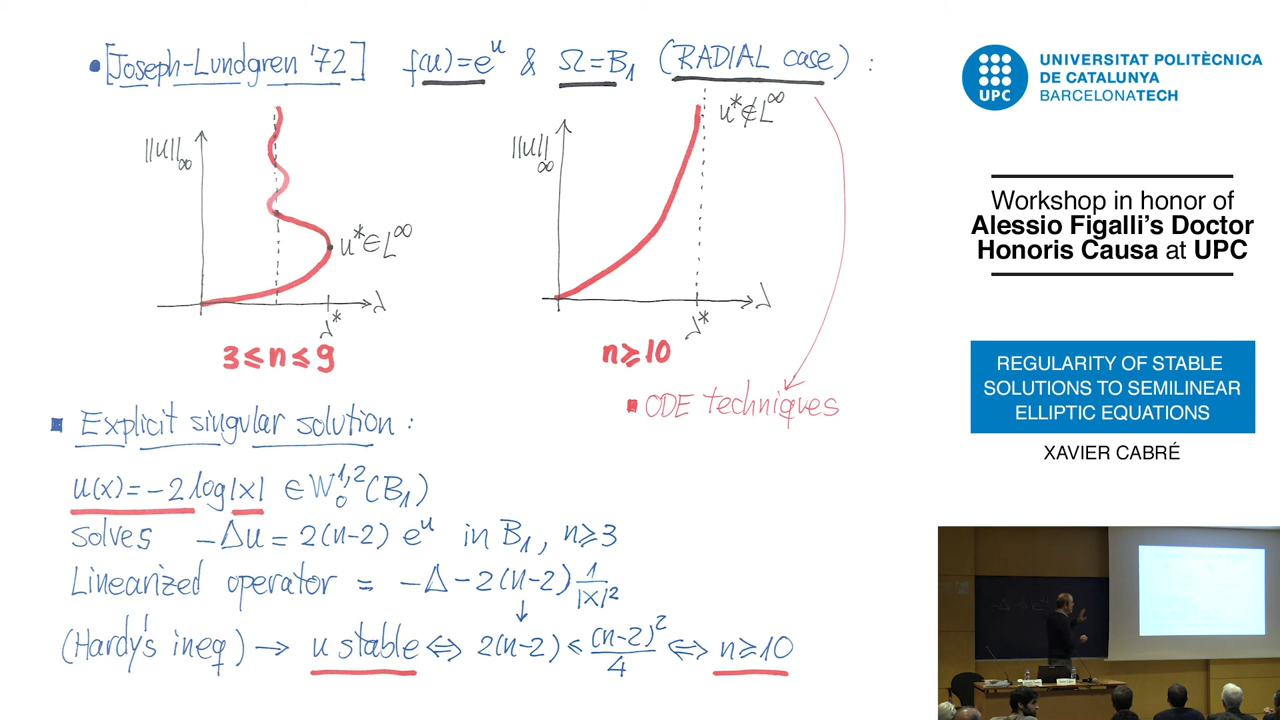 • [Joseph-Lundgren '72] f(u)=e^u & Ω=B₁ (RADIAL case) :
||u||∞
u*∈L^∞
λ
λ*
3≤n≤9
||u||∞
u*∉L^∞
λ
λ*
n≥10
▪ ODE techniques
▪ Explicit singular solution :
u(x) = -2 log|x| ∈ W₀^{1,2}(B₁)
solves -Δu = 2(n-2) e^u in B₁, n≥3
Linearized operator = -Δ - 2(n-2) 1/|x|²
(Hardy's ineq) → u stable ⇔ 2(n-2) ≤ (n-2)²/4 ⇔ n≥10
UPC
UNIVERSITAT POLITÈCNICA
DE CATALUNYA
BARCELONATECH
Workshop in honor of
Alessio Figalli's Doctor
Honoris Causa at UPC
REGULARITY OF STABLE
SOLUTIONS TO SEMILINEAR
ELLIPTIC EQUATIONS
XAVIER CABRÉ